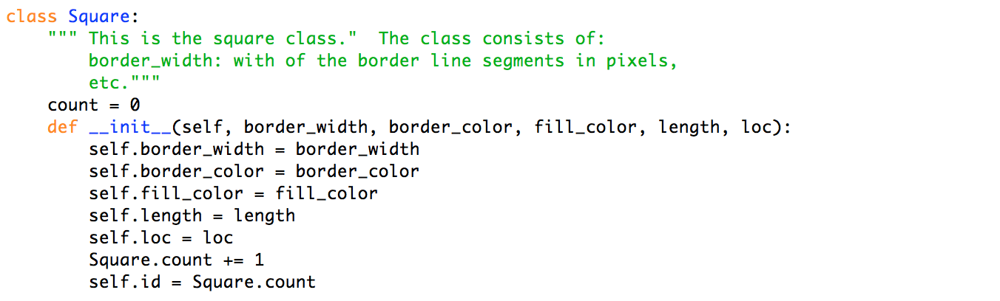 class Square:
    """ This is the square class."  The class consists of:
        border_width: with of the border line segments in pixels,
        etc."""
    count = 0
    def __init__(self, border_width, border_color, fill_color, length, loc):
        self.border_width = border_width
        self.border_color = border_color
        self.fill_color = fill_color
        self.length = length
        self.loc = loc
        Square.count += 1
        self.id = Square.count